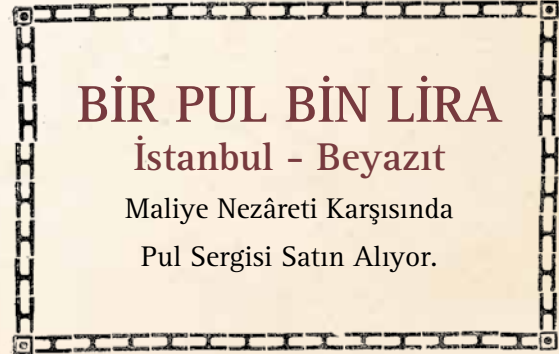 BİR PUL BİN LİRA
İstanbul - Beyazıt
Maliye Nezâreti Karşısında
Pul Sergisi Satın Alıyor.